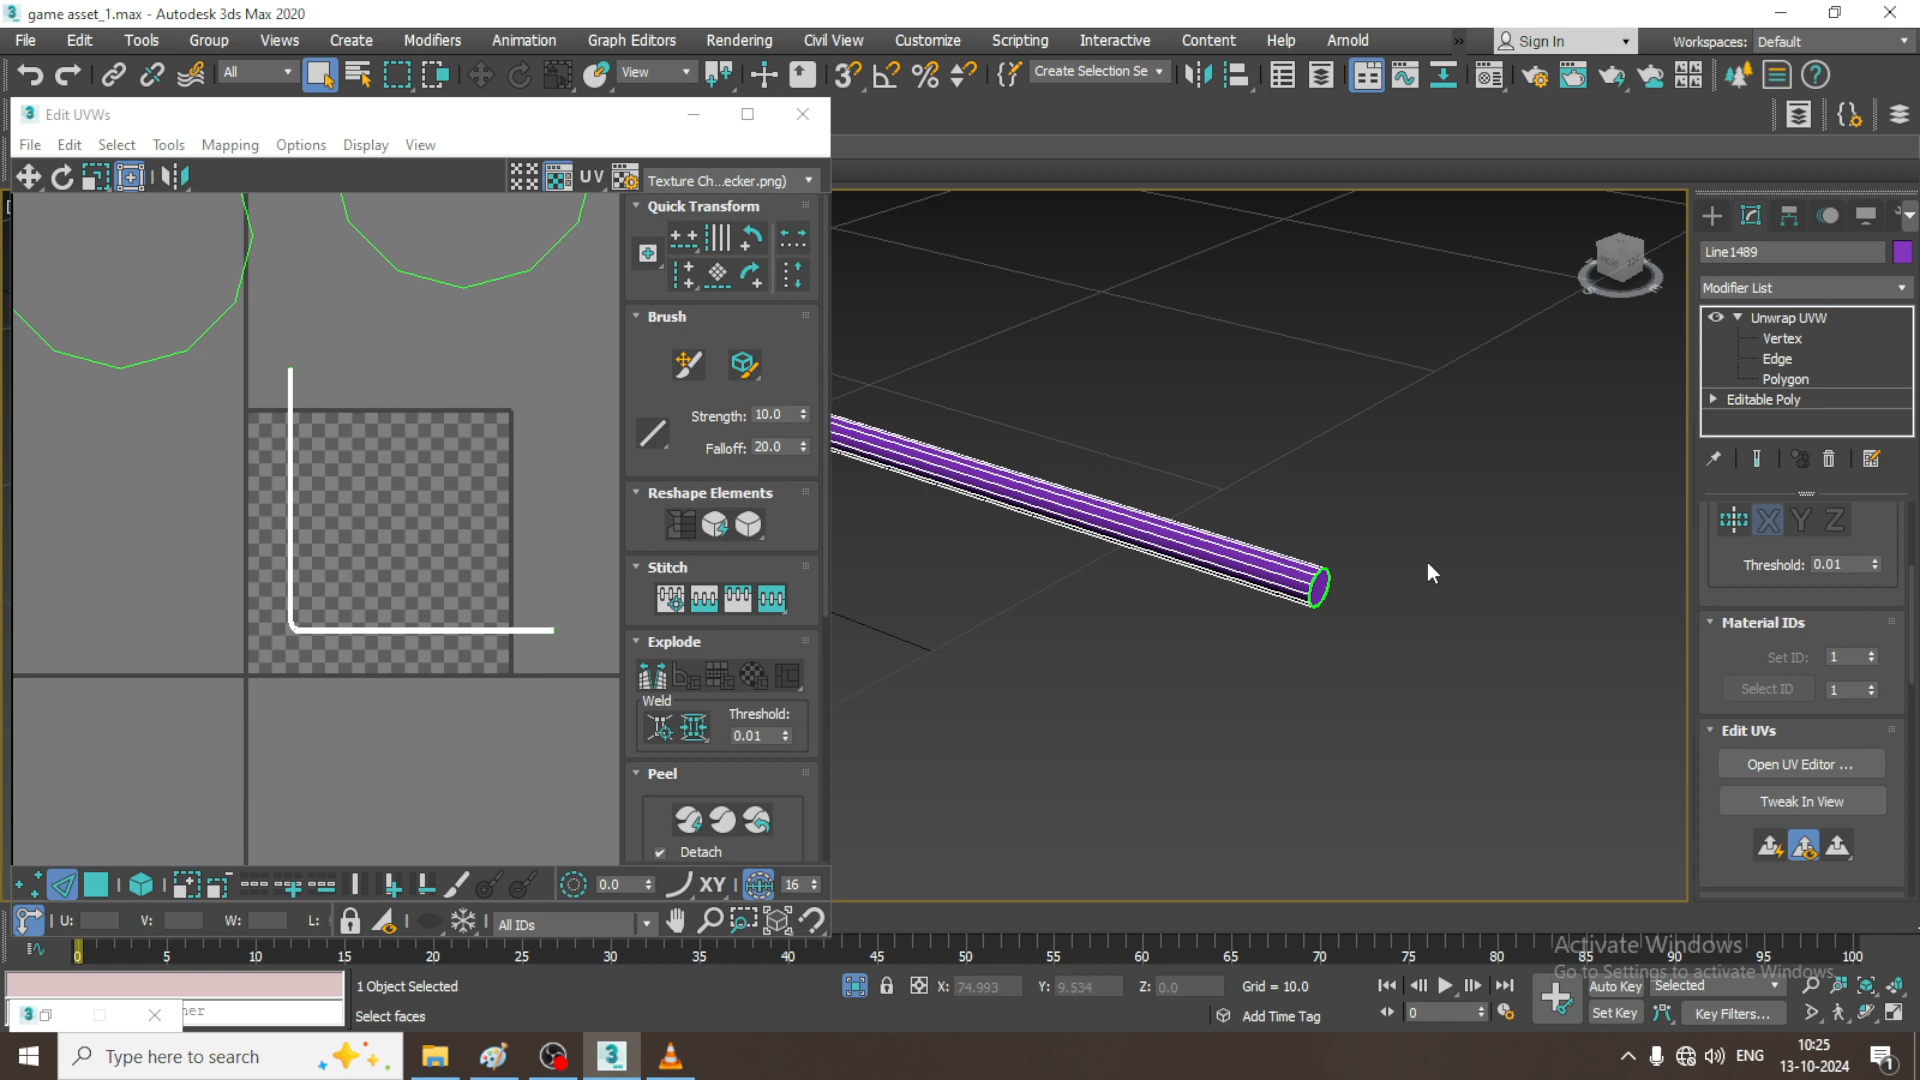 game asset_1.max - Autodesk 3ds Max 2020
File Edit Tools Group Views Create Modifiers Animation Graph Editors Rendering Civil View Customize Scripting Interactive Content Help Arnold Sign In Workspaces: Default
All View Create Selection Se
Edit UVWs
File Edit Select Tools Mapping Options Display View
UV Texture Ch...ecker.png)
Quick Transform
Brush
Strength: 10.0
Falloff: 20.0
Reshape Elements
Stitch
Explode
Weld
Threshold:
0.01
Peel
Detach
0.0 XY 16
U: V: W: L: All IDs
Line1489
Modifier List
Unwrap UVW
Vertex
Edge
Polygon
Editable Poly
X Y Z
Threshold: 0.01
Material IDs
Set ID: 1
Select ID 1
Edit UVs
Open UV Editor ...
Tweak In View
0 5 10 15 20 25 30 35 40 45 50 55 60 65 70 75 80 85 90 95 100
Activate Windows
Go to Settings to activate Windows.
1 Object Selected
Select faces
X: 74.993 Y: 9.534 Z: 0.0 Grid = 10.0
Add Time Tag
0
Auto Key Selected
Set Key Key Filters...
Type here to search
ENG
10:25
13-10-2024
1